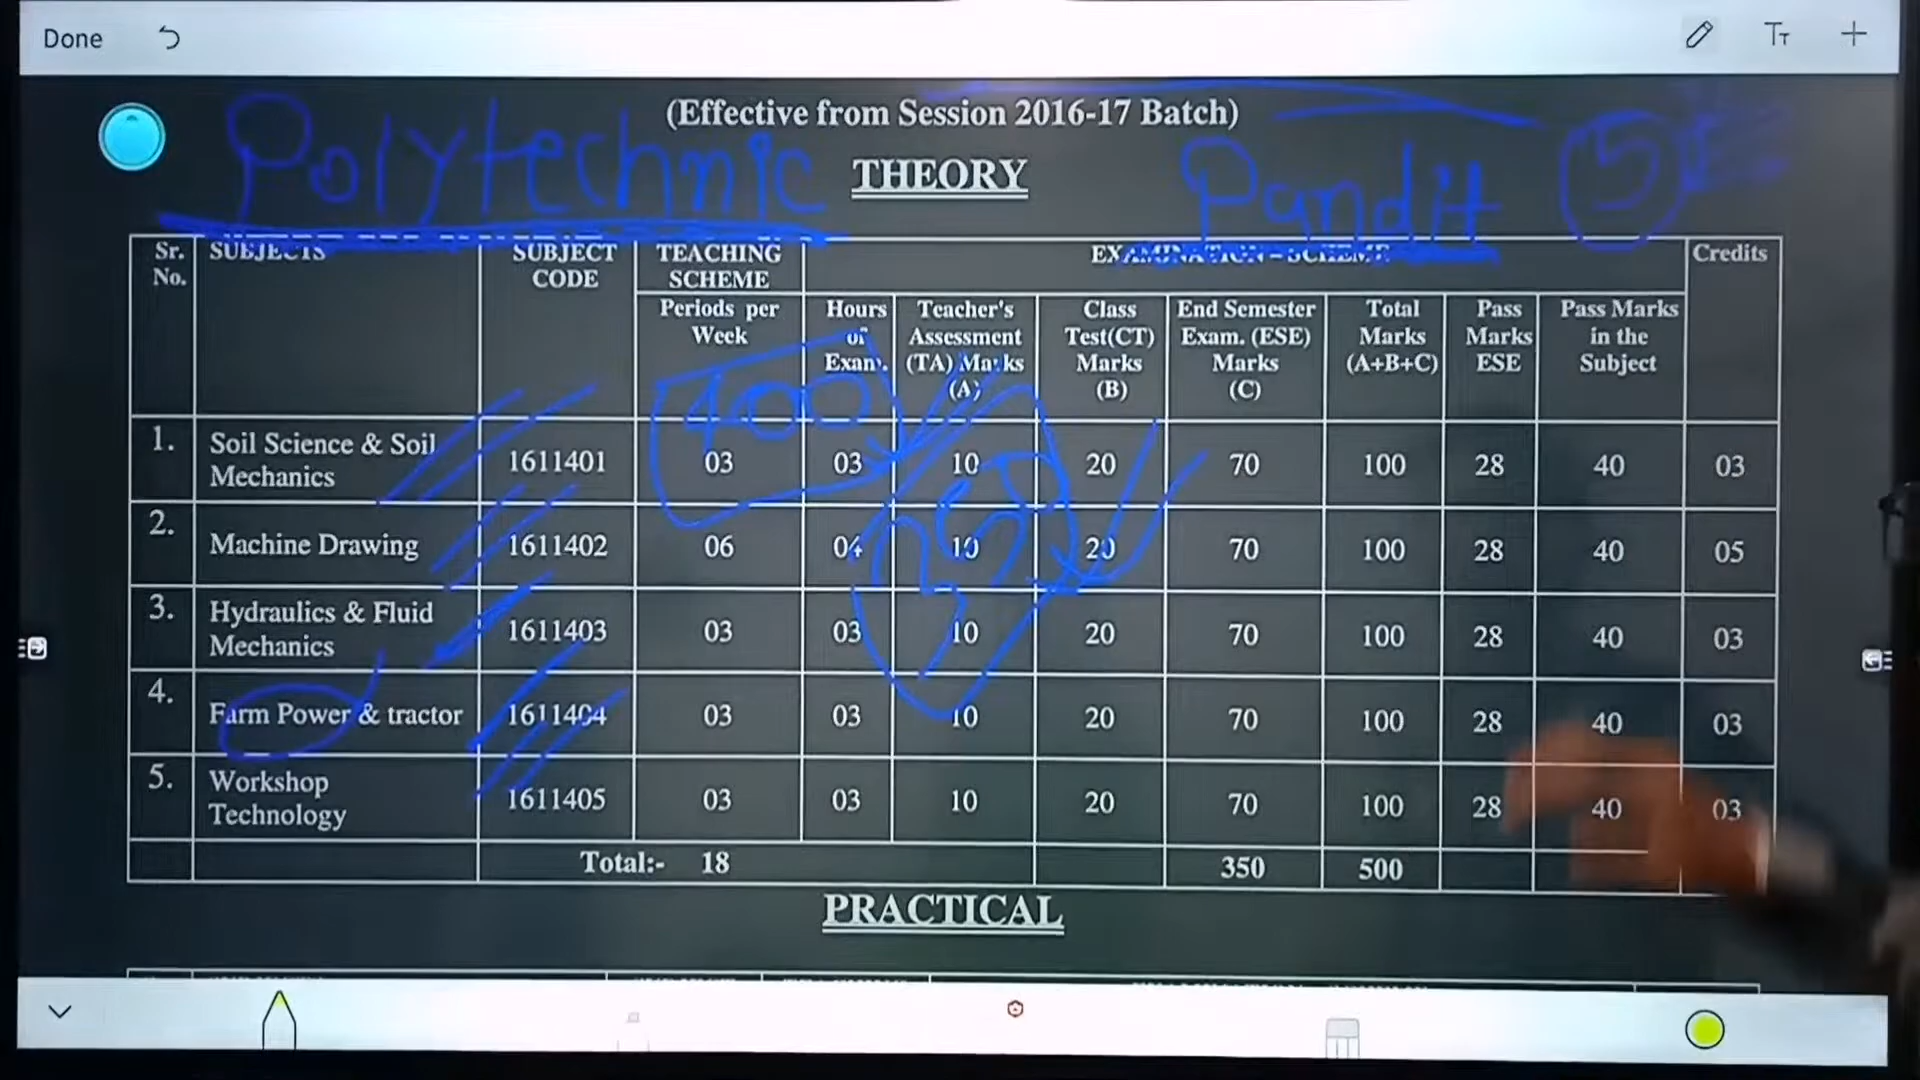 Done
(Effective from Session 2016-17 Batch)
Polytechnic THEORY Pandit 5
Sr. No. SUBJECTS SUBJECT CODE TEACHING SCHEME EXAMINATION – SCHEME Credits
Periods per Week Hours of Exam. Teacher's Assessment (TA) Marks (A) Class Test(CT) Marks (B) End Semester Exam. (ESE) Marks (C) Total Marks (A+B+C) Pass Marks ESE Pass Marks in the Subject
400
1. Soil Science & Soil Mechanics 1611401 03 03 10 20 70 100 28 40 03
2. Machine Drawing 1611402 06 04 10 20 70 100 28 40 05
3. Hydraulics & Fluid Mechanics 1611403 03 03 10 20 70 100 28 40 03
4. Farm Power & tractor 1611404 03 03 10 20 70 100 28 40 03
5. Workshop Technology 1611405 03 03 10 20 70 100 28 40 03
Total:- 18 350 500
PRACTICAL